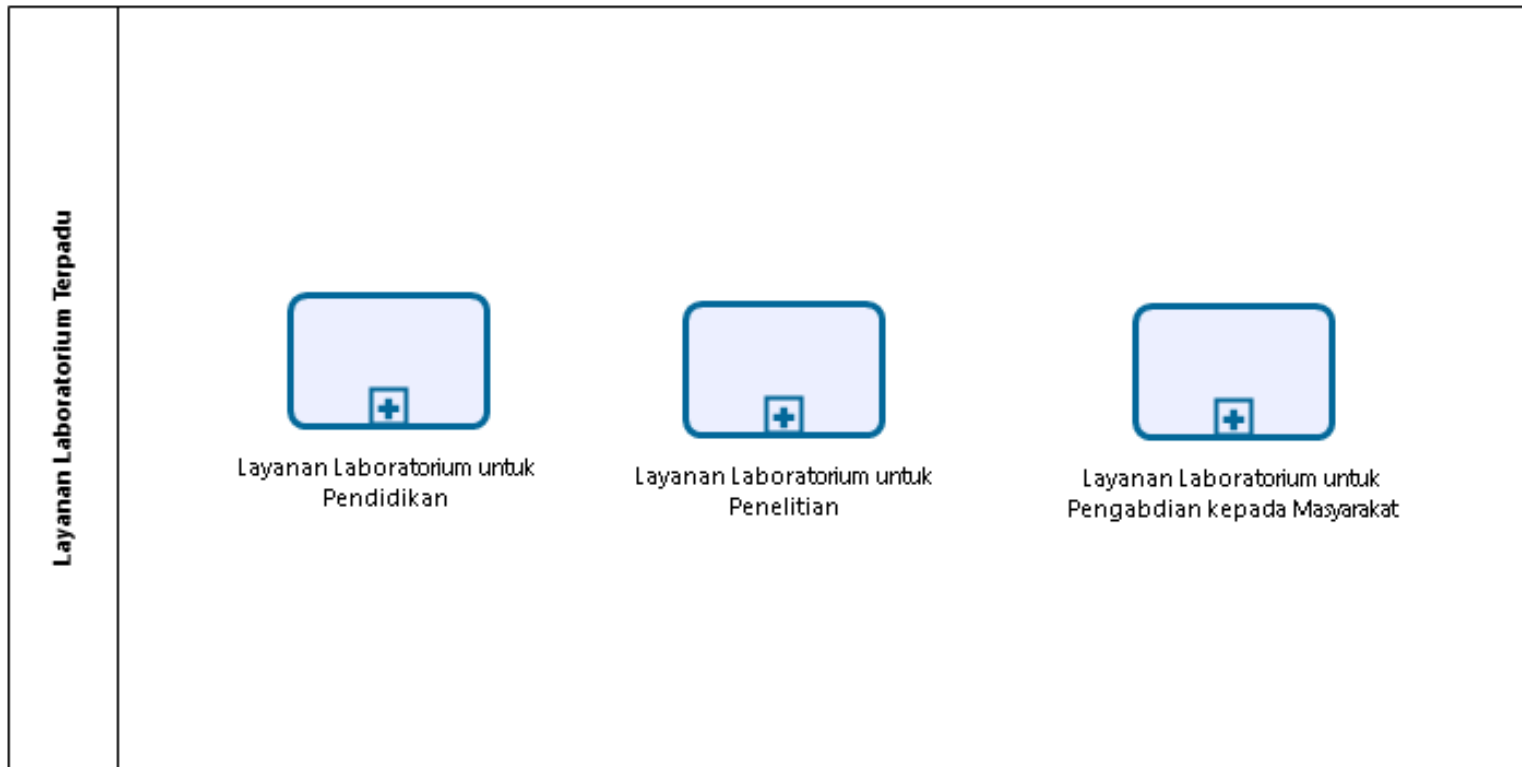 Layanan Laboratorium Terpadu
Layanan Laboratorium untuk
Pendidikan
Layanan Laboratorium untuk
Penelitian
Layanan Laboratorium untuk
Pengabdian kepada Masyarakat